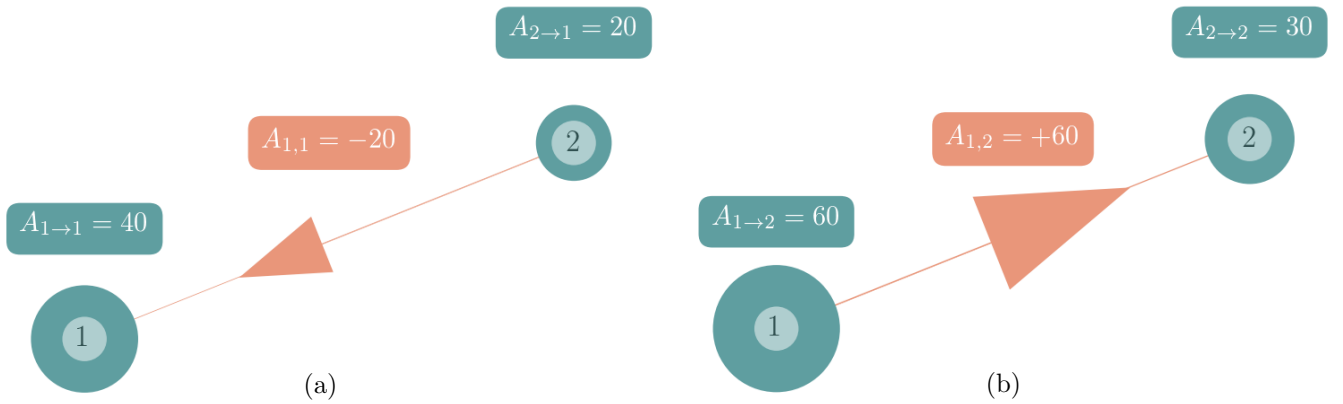 A_{2→1} = 20
A_{1,1} = −20
2
A_{1→1} = 40
1
(a)
A_{2→2} = 30
A_{1,2} = +60
2
A_{1→2} = 60
1
(b)